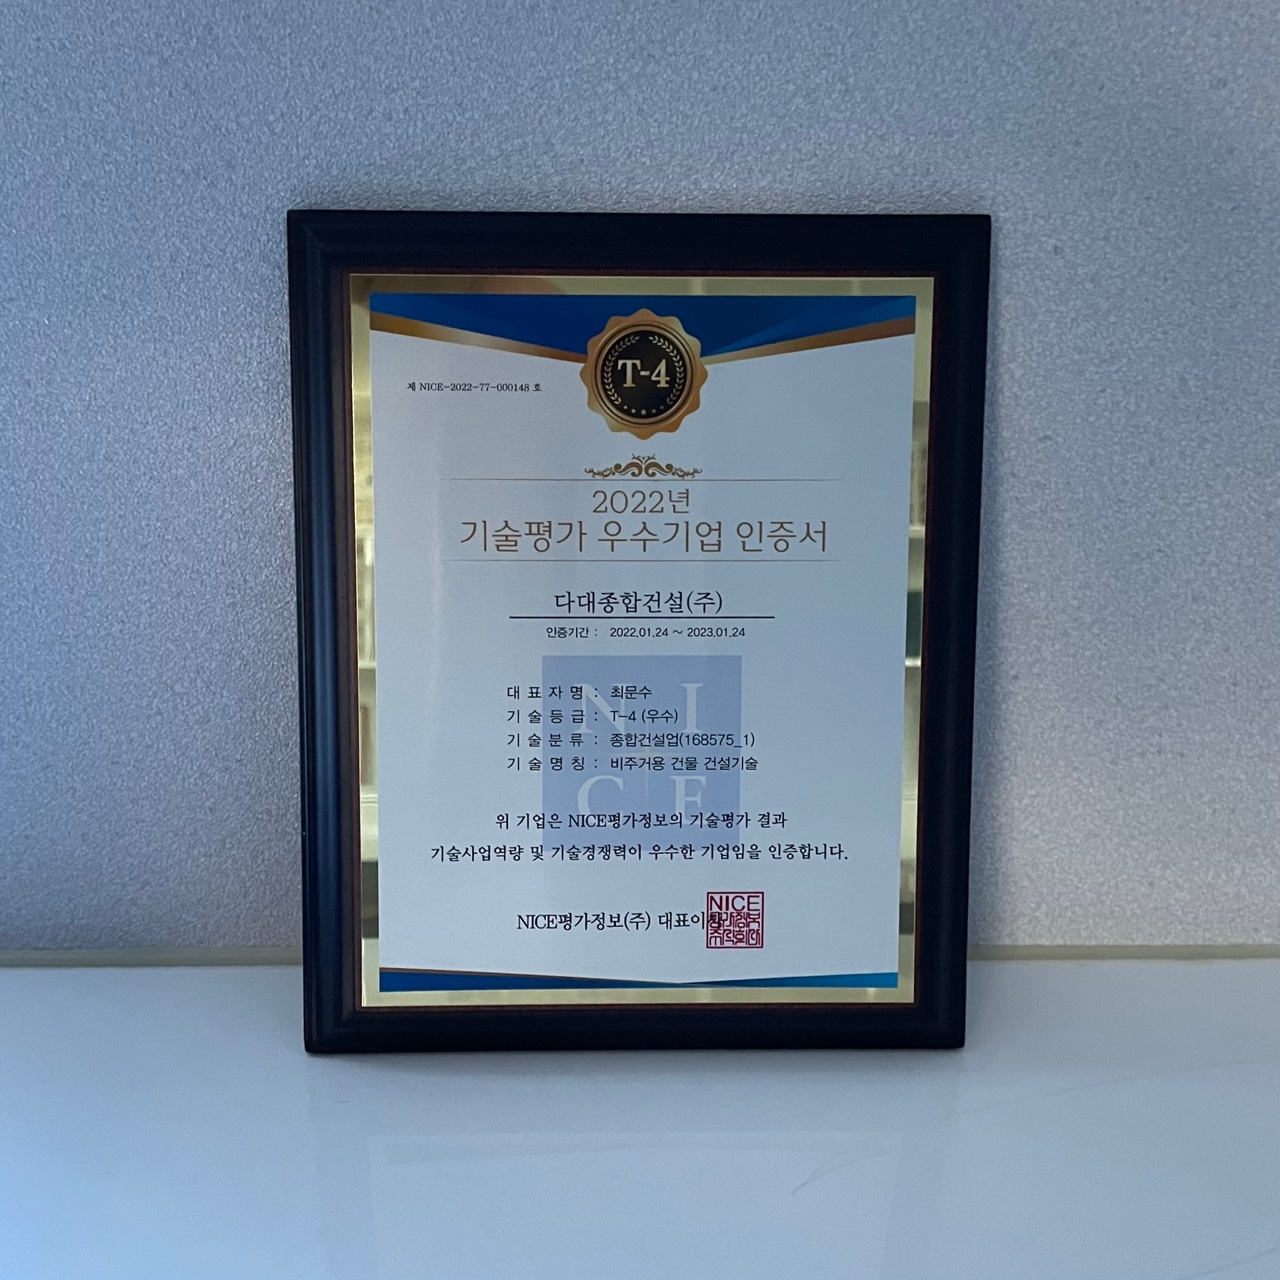 T-4
제 NICE-2022-77-000148 호
2022년
기술평가 우수기업 인증서
다대종합건설(주)
인증기간 : 2022.01.24 ~ 2023.01.24
NI
CE
대 표 자 명 : 최문수
기 술 등 급 : T-4 (우수)
기 술 분 류 : 종합건설업(168575_1)
기 술 명 칭 : 비주거용 건물 건설기술
위 기업은 NICE평가정보의 기술평가 결과
기술사업역량 및 기술경쟁력이 우수한 기업임을 인증합니다.
NICE평가정보(주) 대표이사
NICE